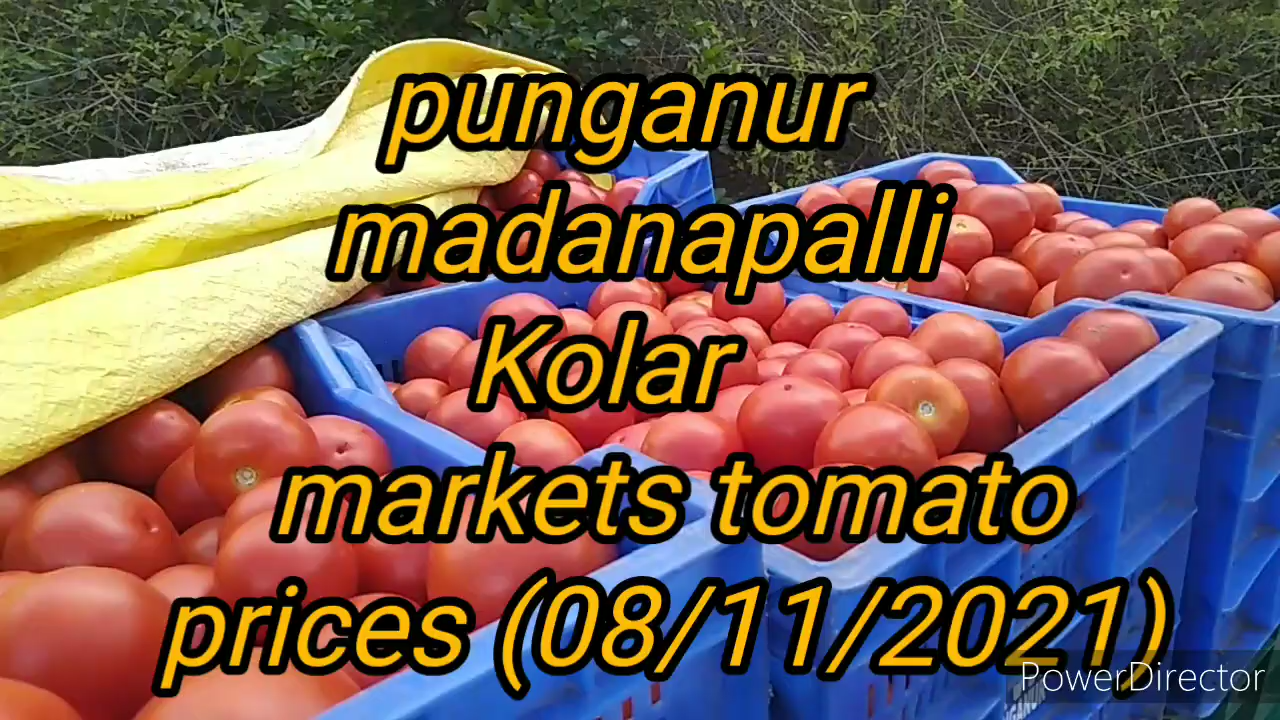 punganur
madanapalli
Kolar
markets tomato
prices (08/11/2021)
PowerDirector